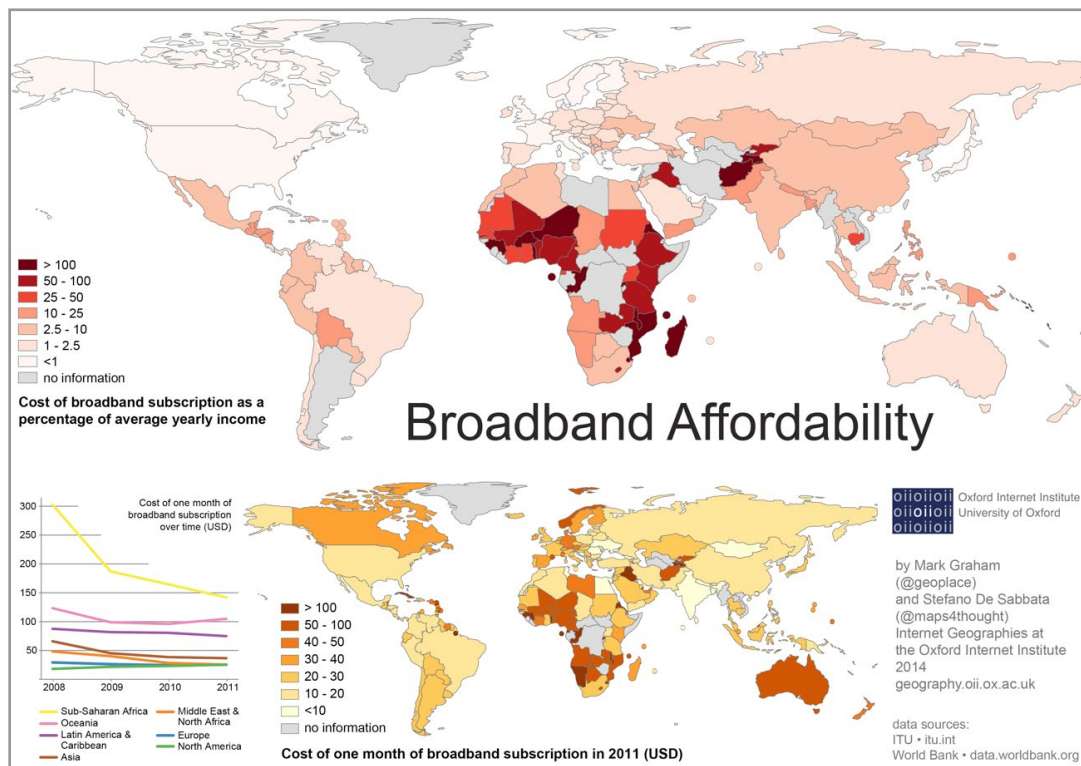 > 100
50 - 100
25 - 50
10 - 25
2.5 - 10
1 - 2.5
<1
no information
Cost of broadband subscription as a
percentage of average yearly income
Broadband Affordability
Cost of one month of
broadband subscription
over time (USD)
300
250
200
150
100
50
2008
2009
2010
2011
Sub-Saharan Africa
Oceania
Latin America &
Caribbean
Asia
Middle East &
North Africa
Europe
North America
> 100
50 - 100
40 - 50
30 - 40
20 - 30
10 - 20
<10
no information
Cost of one month of broadband subscription in 2011 (USD)
oiioiioii
oiioiioii
oiioiioii
Oxford Internet Institute
University of Oxford
by Mark Graham
(@geoplace)
and Stefano De Sabbata
(@maps4thought)
Internet Geographies at
the Oxford Internet Institute
2014
geography.oii.ox.ac.uk
data sources:
ITU • itu.int
World Bank • data.worldbank.org